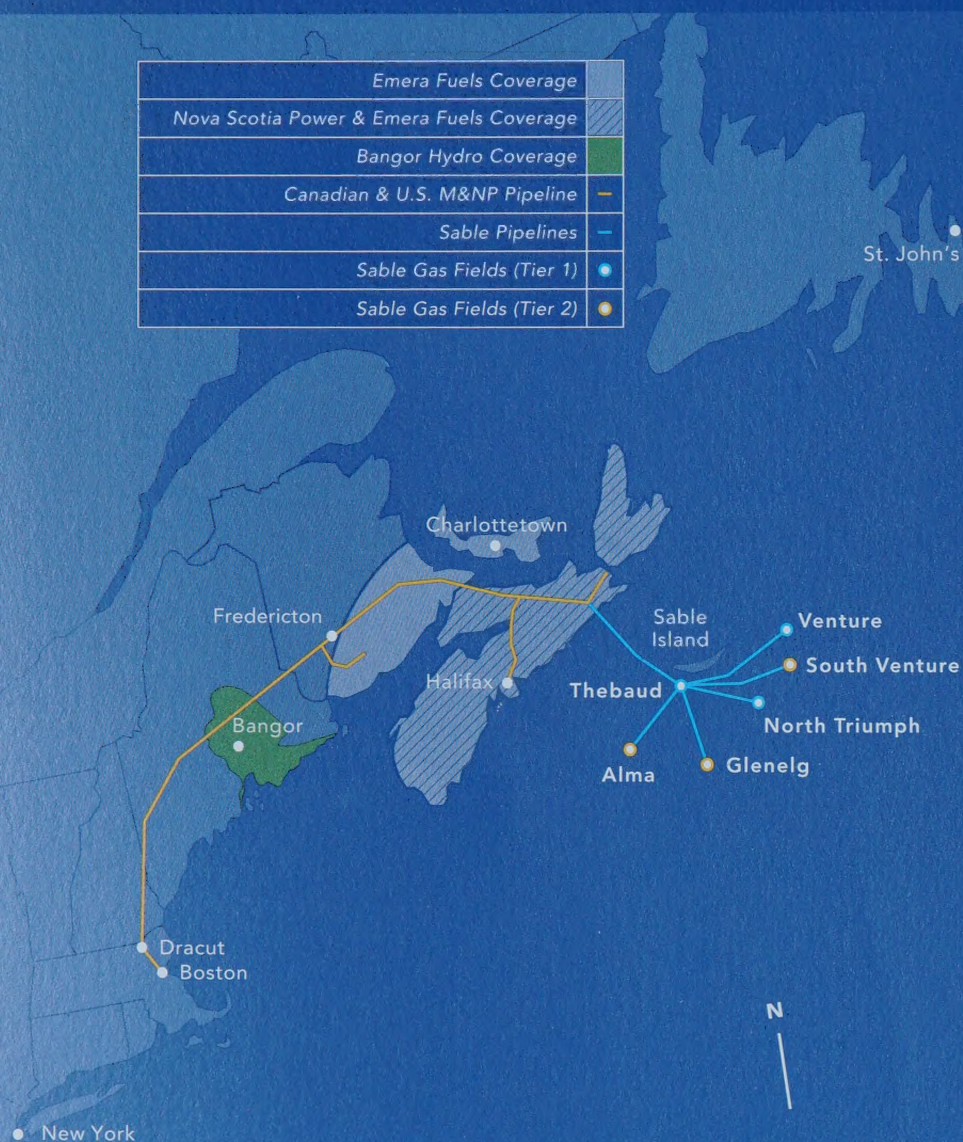 Emera Fuels Coverage
Nova Scotia Power & Emera Fuels Coverage
Bangor Hydro Coverage
Canadian & U.S. M&NP Pipeline
Sable Pipelines
Sable Gas Fields (Tier 1)
Sable Gas Fields (Tier 2)
St. John's
Charlottetown
Fredericton
Sable
Island
Venture
South Venture
Halifax
Thebaud
North Triumph
Bangor
Alma
Glenelg
Dracut
Boston
N
New York